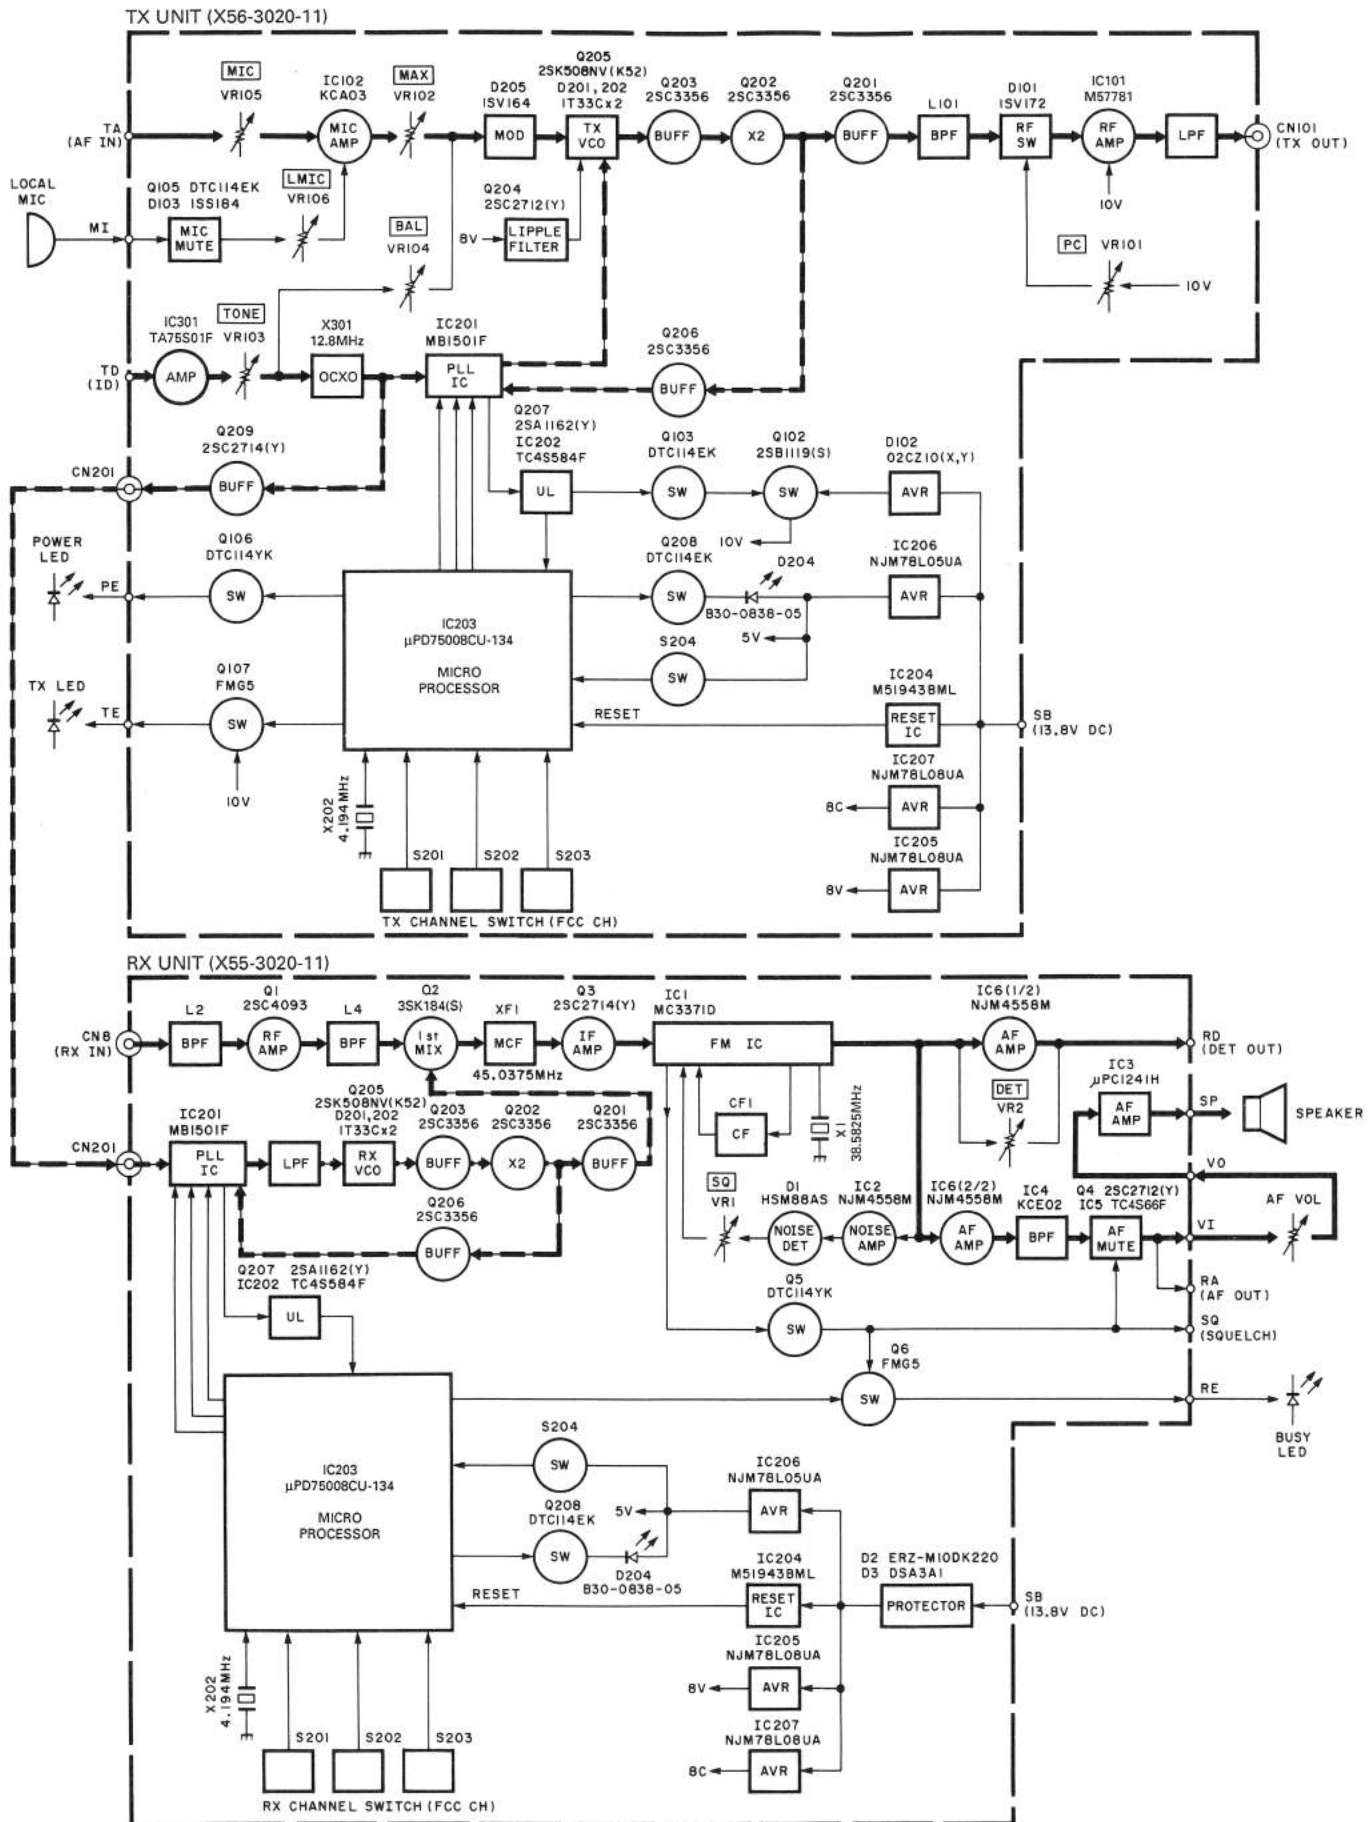 TX UNIT (X56-3020-11)
TA
(AF IN)
MIC
VR105
IC102
KCA03
MIC
AMP
MAX
VR102
D205
1SV164
MOD
Q205
2SK508NV(K52)
D201,202
1T33Cx2
TX
VCO
Q203
2SC3356
BUFF
Q202
2SC3356
X2
Q201
2SC3356
BUFF
L101
BPF
D101
1SV172
RF
SW
IC101
M57781
RF
AMP
10V
LPF
CN101
(TX OUT)
LOCAL
MIC
MI
Q105 DTC114EK
D103 1SS184
MIC
MUTE
LMIC
VR106
BAL
VR104
Q204
2SC2712(Y)
8V
LIPPLE
FILTER
PC
VR101
10V
TD
(ID)
IC301
TA75S01F
AMP
TONE
VR103
X301
12.8MHz
OCXO
IC201
MB1501F
PLL
IC
Q206
2SC3356
BUFF
CN201
Q209
2SC2714(Y)
BUFF
Q207
2SA1162(Y)
IC202
TC4S584F
UL
Q103
DTC114EK
SW
Q102
2SB1119(S)
SW
10V
D102
02CZ10(X,Y)
AVR
POWER
LED
PE
Q106
DTC114YK
SW
IC203
µPD75008CU-134
MICRO
PROCESSOR
Q208
DTC114EK
SW
D204
B30-0838-05
5V
IC206
NJM78L05UA
AVR
S204
SW
TX LED
TE
Q107
FMG5
SW
10V
RESET
IC204
M51943BML
RESET
IC
SB
(13.8V DC)
X202
4.194MHz
IC207
NJM78L08UA
8C
AVR
IC205
NJM78L08UA
8V
AVR
S201
S202
S203
TX CHANNEL SWITCH (FCC CH)
RX UNIT (X55-3020-11)
CN8
(RX IN)
L2
BPF
Q1
2SC4093
RF
AMP
L4
BPF
Q2
3SK184(S)
1st
MIX
XF1
MCF
45.0375MHz
Q3
2SC2714(Y)
IF
AMP
IC1
MC3371D
FM IC
IC6(1/2)
NJM4558M
AF
AMP
RD
(DET OUT)
DET
VR2
CF1
CF
X1
38.5825MHz
IC3
µPC1241H
AF
AMP
SP
SPEAKER
CN201
IC201
MB1501F
PLL
IC
LPF
Q205
2SK508NV(K52)
D201,202
1T33Cx2
RX
VCO
Q203
2SC3356
BUFF
Q202
2SC3356
X2
Q201
2SC3356
BUFF
Q206
2SC3356
BUFF
SQ
VR1
D1
HSM88AS
NOISE
DET
IC2
NJM4558M
NOISE
AMP
IC6(2/2)
NJM4558M
AF
AMP
IC4
KCE02
BPF
Q4 2SC2712(Y)
IC5 TC4S66F
AF
MUTE
VO
VI
AF VOL
RA
(AF OUT)
SQ
(SQUELCH)
Q207 2SA1162(Y)
IC202 TC4S584F
UL
Q5
DTC114YK
SW
Q6
FMG5
SW
RE
BUSY
LED
IC203
µPD75008CU-134
MICRO
PROCESSOR
S204
SW
Q208
DTC114EK
SW
D204
B30-0838-05
5V
IC206
NJM78L05UA
AVR
RESET
IC204
M51943BML
RESET
IC
D2 ERZ-M10DK220
D3 DSA3A1
PROTECTOR
SB
(13.8V DC)
X202
4.194MHz
IC205
NJM78L08UA
8V
AVR
IC207
NJM78L08UA
8C
AVR
S201
S202
S203
RX CHANNEL SWITCH (FCC CH)